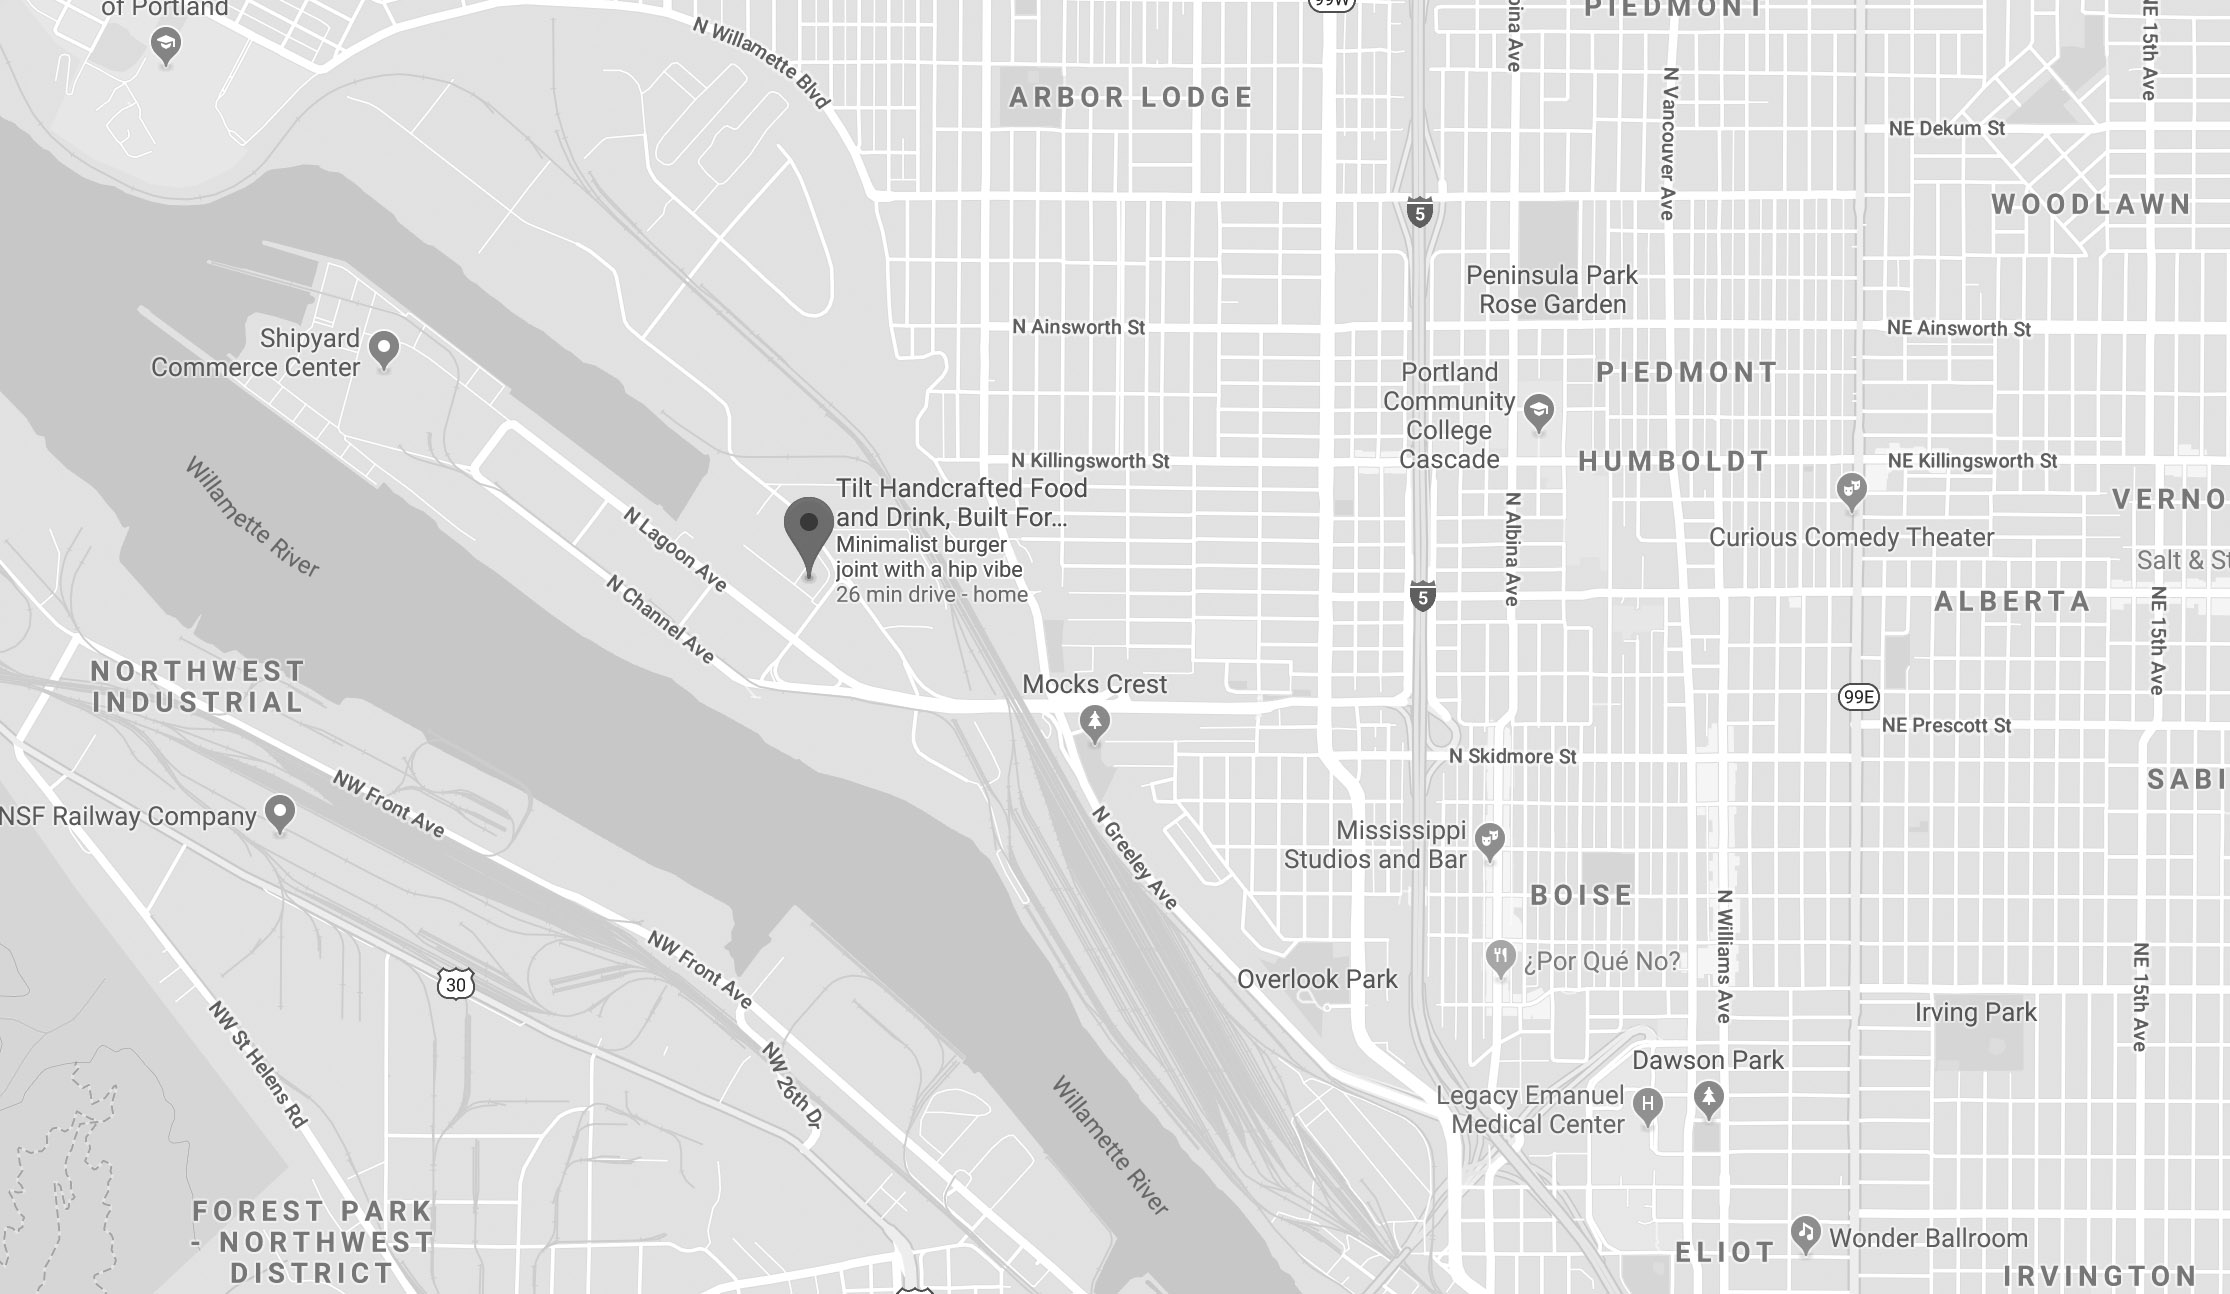 of Portland
N Willamette Blvd
99W
PIEDMONT
Ave
NE 15th Ave
ARBOR LODGE
N Vancouver Ave
NE Dekum St
WOODLAWN
5
Peninsula Park
Rose Garden
N Ainsworth St
NE Ainsworth St
Shipyard
Commerce Center
Portland
Community
College
Cascade
PIEDMONT
N Killingsworth St
HUMBOLDT
NE Killingsworth St
Willamette River
Tilt Handcrafted Food
and Drink, Built For...
Minimalist burger
joint with a hip vibe
26 min drive - home
N Lagoon Ave
N Channel Ave
N Albina Ave
Curious Comedy Theater
VERNO
Salt & St
5
ALBERTA
NE 15th Ave
NORTHWEST
INDUSTRIAL
Mocks Crest
99E
NE Prescott St
N Skidmore St
SABI
NW Front Ave
NSF Railway Company
N Greeley Ave
Mississippi
Studios and Bar
BOISE
N Williams Ave
NW Front Ave
¿Por Qué No?
Overlook Park
30
NE 15th Ave
Irving Park
NW St Helens Rd
NW 26th Dr
Dawson Park
Legacy Emanuel
Medical Center
H
Willamette River
FOREST PARK
- NORTHWEST
DISTRICT
ELIOT
Wonder Ballroom
IRVINGTON